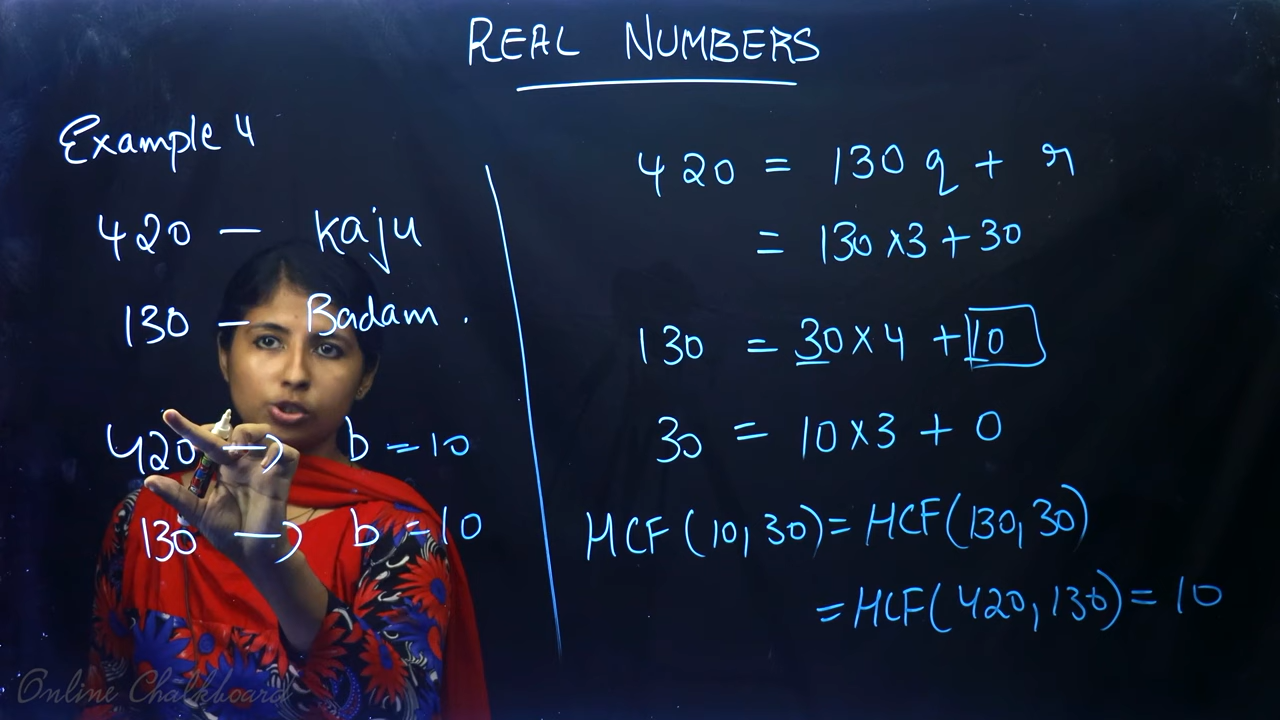 REAL NUMBERS
Example 4
420 — Kaju
130 — Badam.
420 → b = 10
130 → b = 10
420 = 130 q + r
= 130 x 3 + 30
130 = 30 x 4 + 10
30 = 10 x 3 + 0
HCF (10, 30) = HCF (130, 30)
= HCF (420, 130) = 10
Online Chalkboard